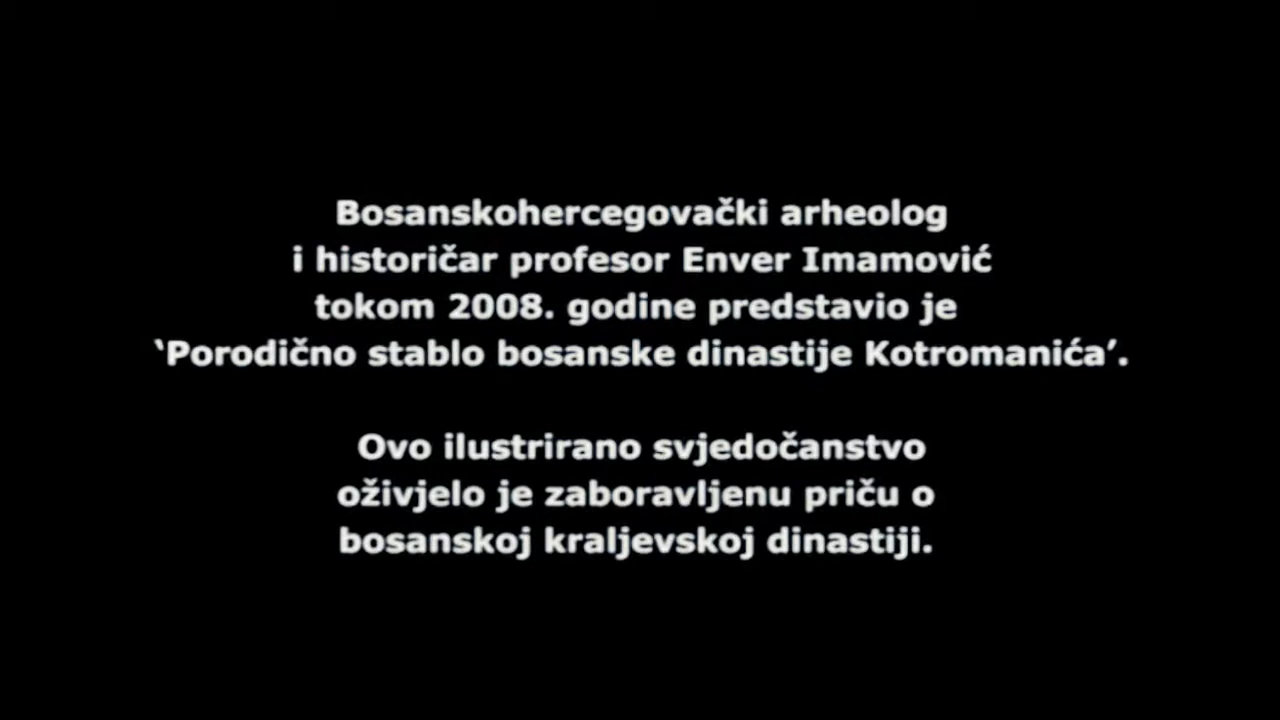 Bosanskohercegovački arheolog
i historičar profesor Enver Imamović
tokom 2008. godine predstavio je
‘Porodično stablo bosanske dinastije Kotromanića’.
Ovo ilustrirano svjedočanstvo
oživjelo je zaboravljenu priču o
bosanskoj kraljevskoj dinastiji.